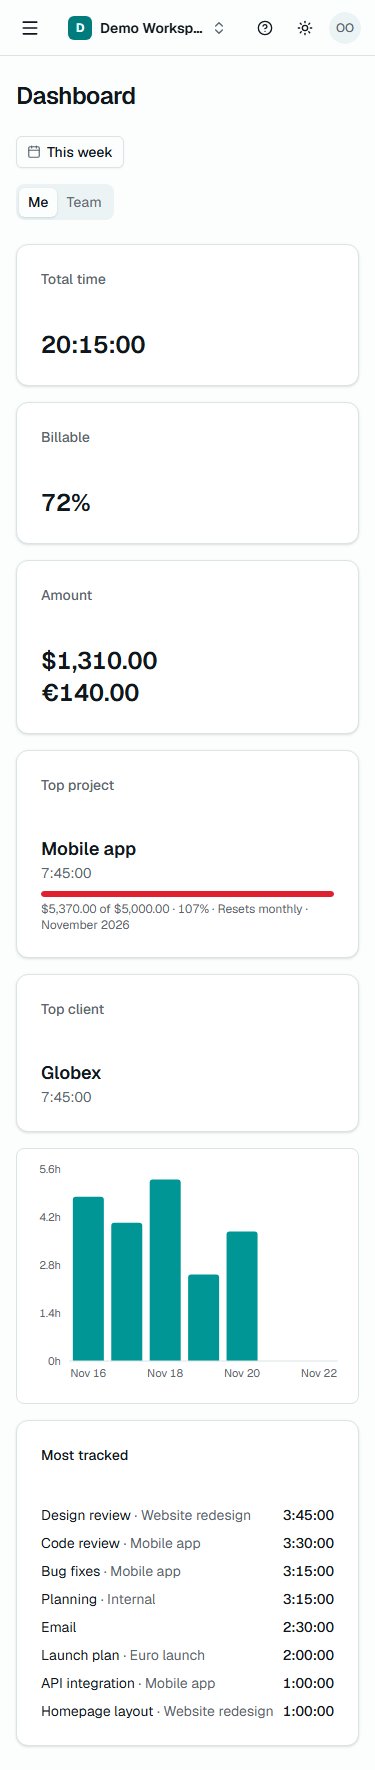 D Demo Worksp... OO
Dashboard
This week
Me Team
Total time
20:15:00
Billable
72%
Amount
$1,310.00
€140.00
Top project
Mobile app
7:45:00
$5,370.00 of $5,000.00 · 107% · Resets monthly ·
November 2026
Top client
Globex
7:45:00
5.6h
4.2h
2.8h
1.4h
0h
Nov 16 Nov 18 Nov 20 Nov 22
Most tracked
Design review · Website redesign 3:45:00
Code review · Mobile app 3:30:00
Bug fixes · Mobile app 3:15:00
Planning · Internal 3:15:00
Email 2:30:00
Launch plan · Euro launch 2:00:00
API integration · Mobile app 1:00:00
Homepage layout · Website redesign 1:00:00